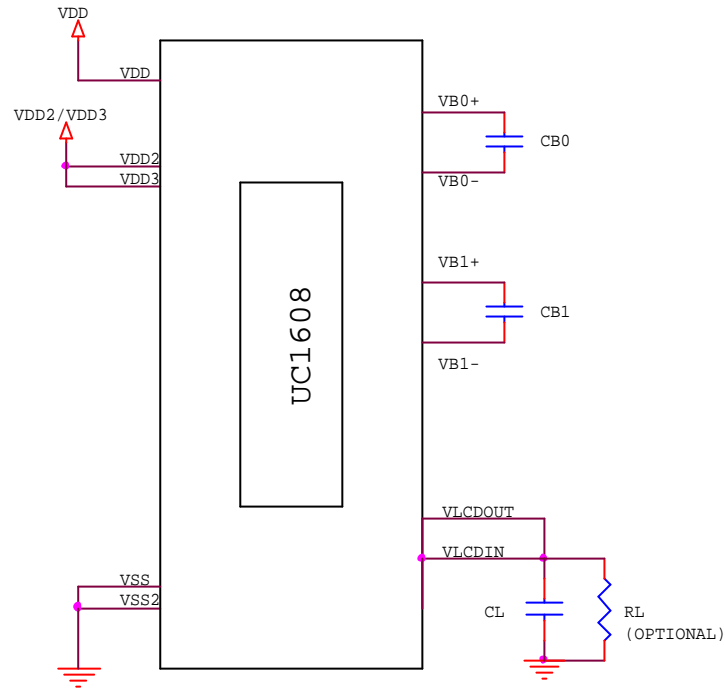 VDD
VDD
VDD2/VDD3
VDD2
VDD3
VB0+
CB0
VB0-
VB1+
CB1
VB1-
UC1608
VLCDOUT
VLCDIN
VSS
VSS2
CL
RL
(OPTIONAL)